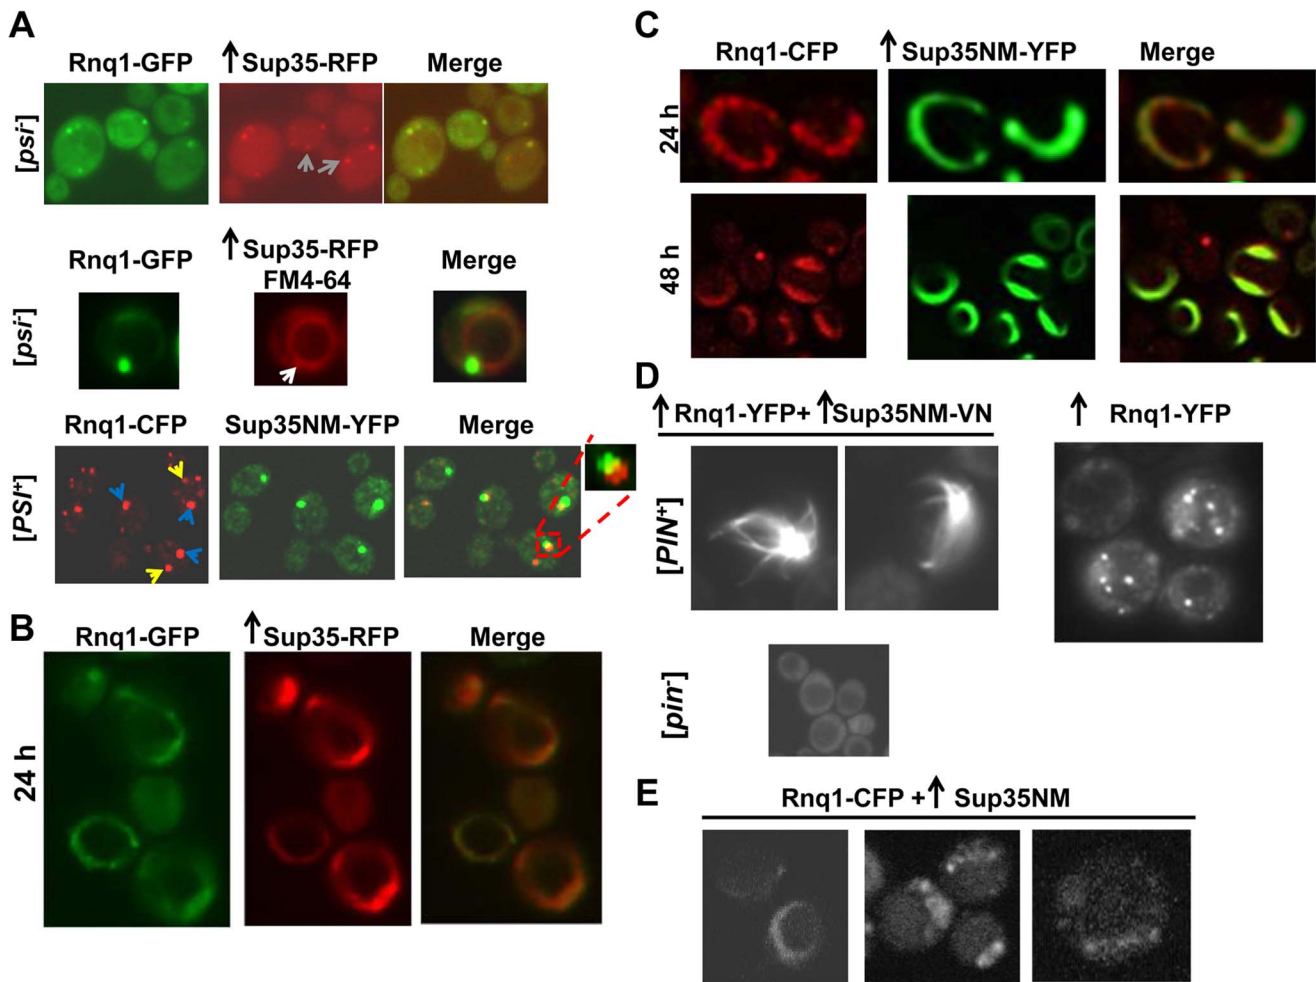 A
Rnq1-GFP ↑Sup35-RFP Merge
[psi-]
Rnq1-GFP ↑Sup35-RFP FM4-64 Merge
[psi-]
Rnq1-CFP Sup35NM-YFP Merge
[PSI+]
B
Rnq1-GFP ↑Sup35-RFP Merge
24 h
C
Rnq1-CFP ↑Sup35NM-YFP Merge
24 h
48 h
D
↑Rnq1-YFP+ ↑Sup35NM-VN ↑ Rnq1-YFP
[PIN+]
[pin-]
E
Rnq1-CFP +↑ Sup35NM